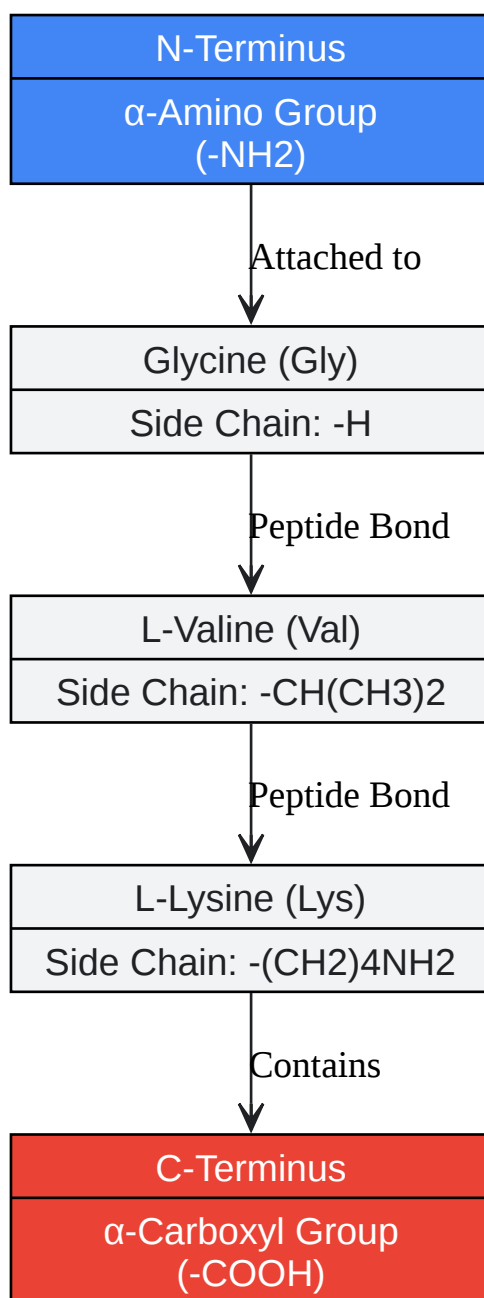 N-Terminus
α-Amino Group
(-NH2)
Attached to
Glycine (Gly)
Side Chain: -H
Peptide Bond
L-Valine (Val)
Side Chain: -CH(CH3)2
Peptide Bond
L-Lysine (Lys)
Side Chain: -(CH2)4NH2
Contains
C-Terminus
α-Carboxyl Group
(-COOH)